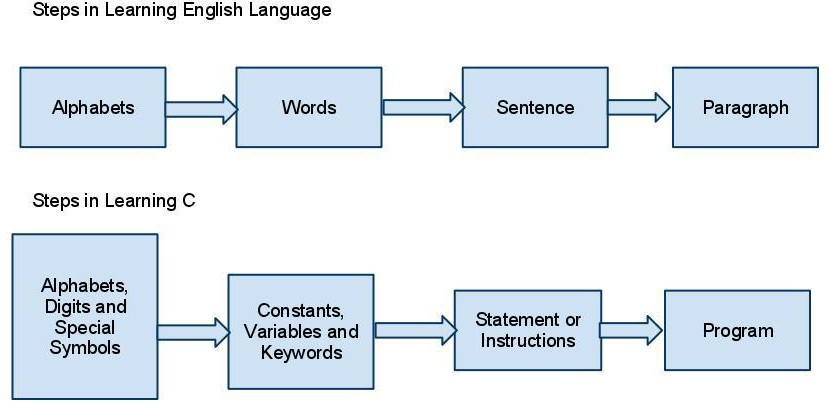 Steps in Learning English Language
Alphabets
Words
Sentence
Paragraph
Steps in Learning C
Alphabets,
Digits and
Special
Symbols
Constants,
Variables and
Keywords
Statement or
Instructions
Program